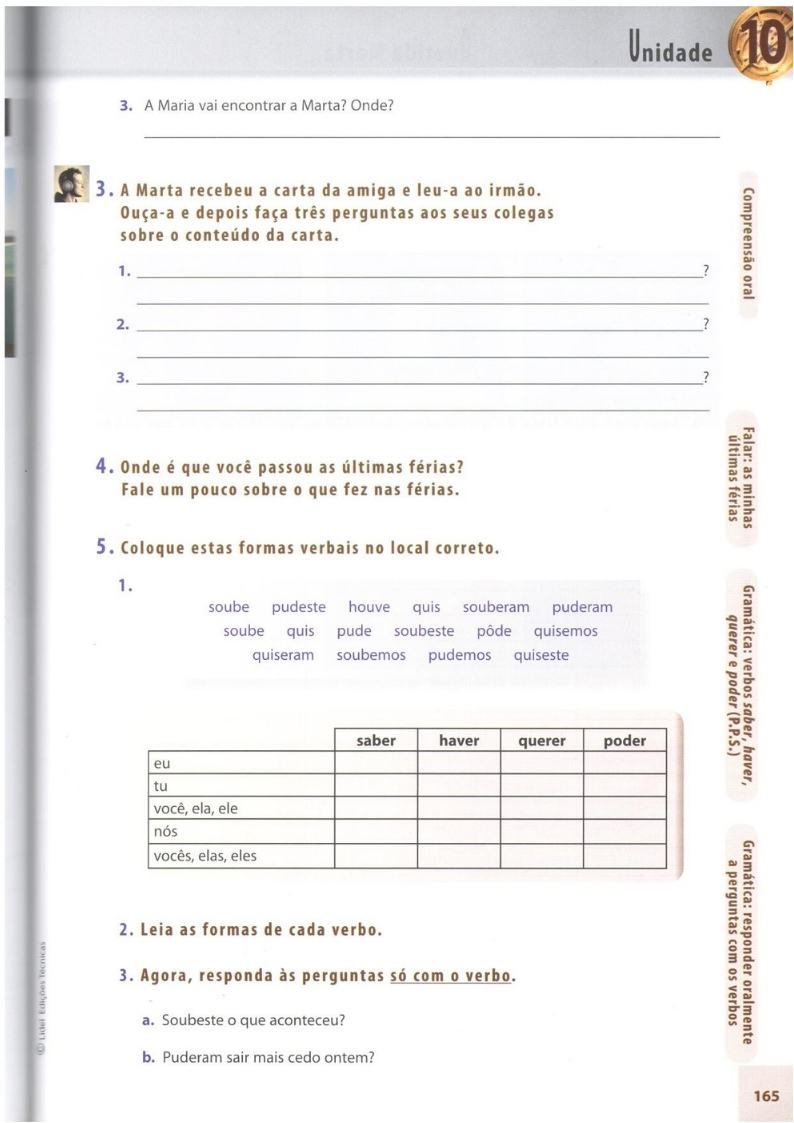 Unidade 10
3. A Maria vai encontrar a Marta? Onde?
3. A Marta recebeu a carta da amiga e leu-a ao irmão.
Ouça-a e depois faça três perguntas aos seus colegas
sobre o conteúdo da carta.
1. ?
2. ?
3. ?
Compreensão oral
4. Onde é que você passou as últimas férias?
Fale um pouco sobre o que fez nas férias.
Falar: as minhas
últimas férias
5. Coloque estas formas verbais no local correto.
1.
soube pudeste houve quis souberam puderam
soube quis pude soubeste pôde quisemos
quiseram soubemos pudemos quiseste
Gramática: verbos saber, haver,
querer e poder (P.P.S.)
saber haver querer poder
eu
tu
você, ela, ele
nós
vocês, elas, eles
2. Leia as formas de cada verbo.
3. Agora, responda às perguntas só com o verbo.
a. Soubeste o que aconteceu?
b. Puderam sair mais cedo ontem?
Gramática: responder oralmente
a perguntas com os verbos
© Lidel Edições Técnicas
165